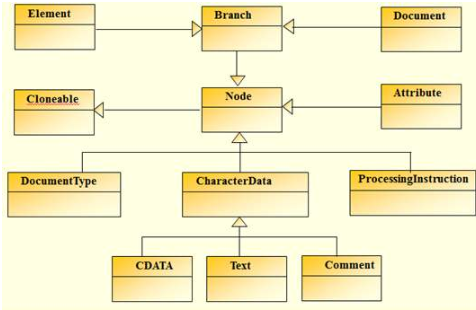 Element
Branch
Document
Cloneable
Node
Attribute
DocumentType
CharacterData
ProcessingInstruction
CDATA
Text
Comment